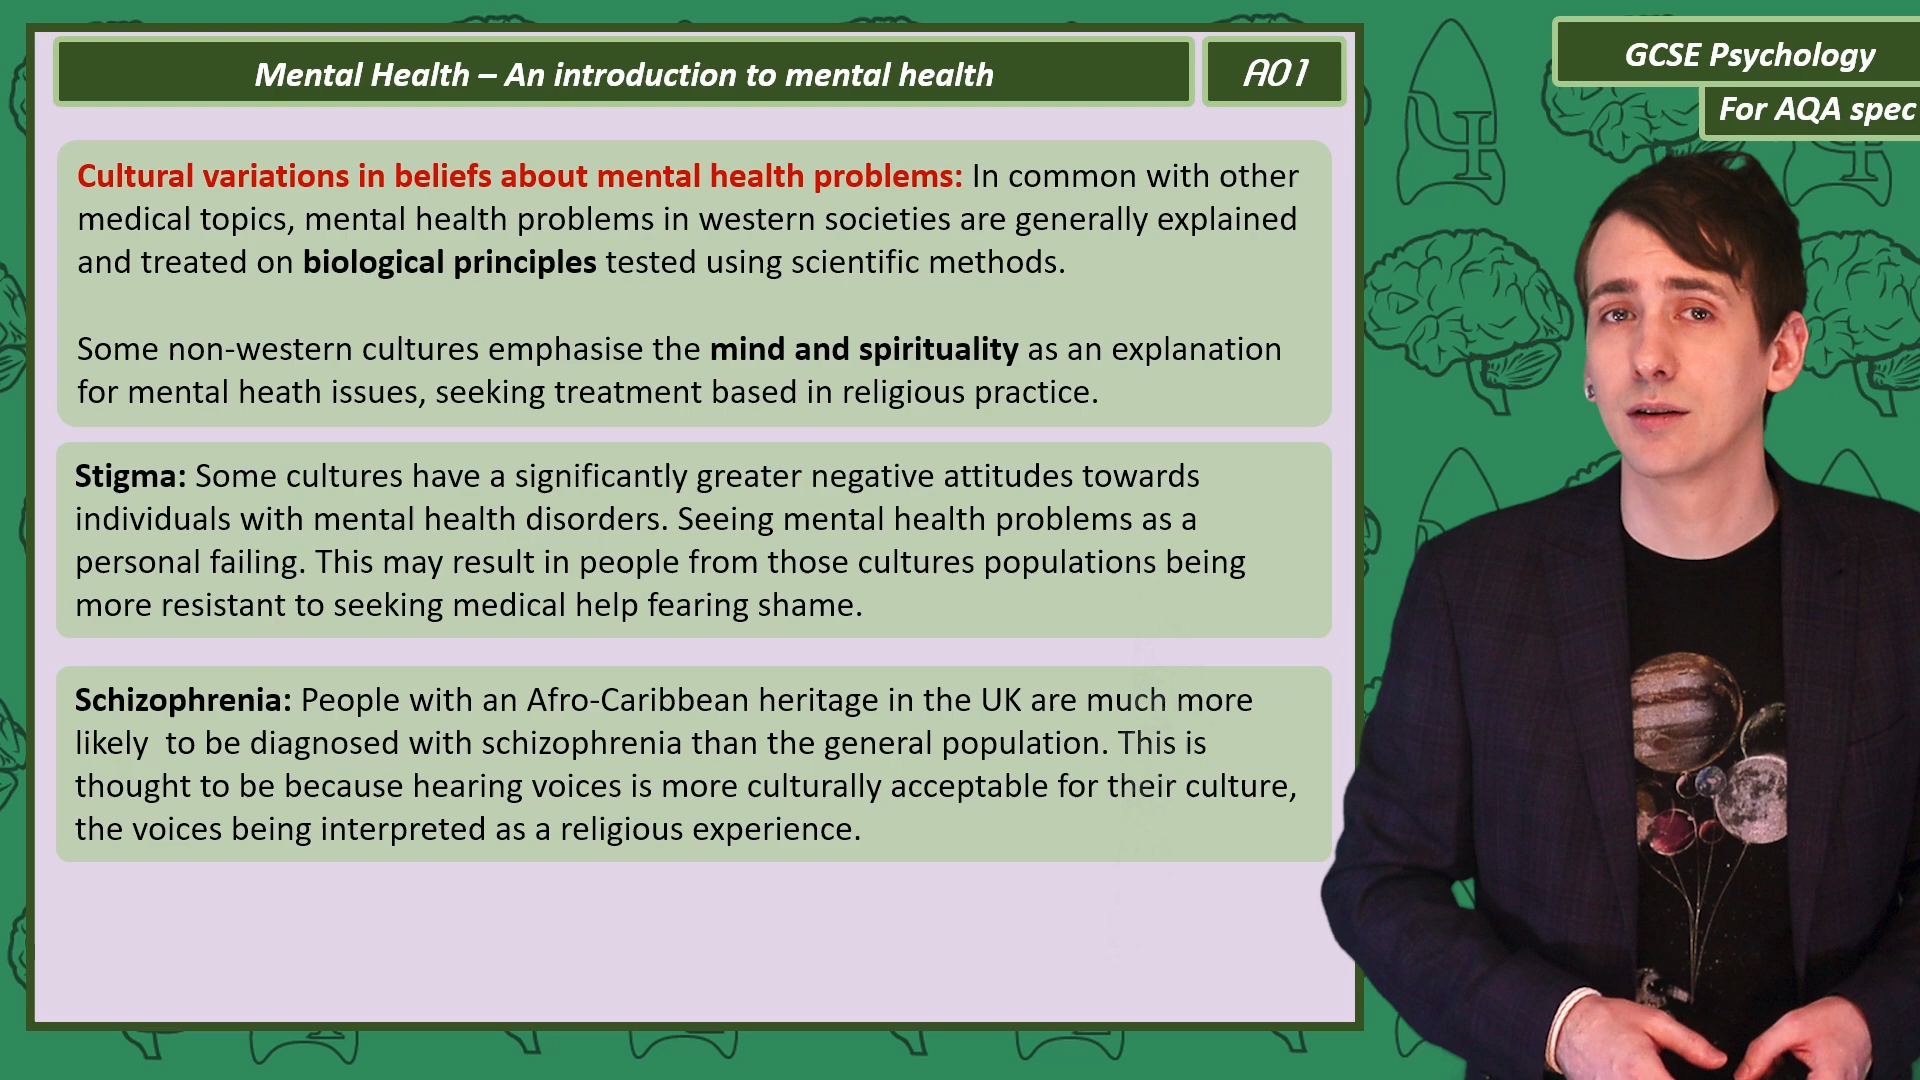 Mental Health – An introduction to mental health
AO1
GCSE Psychology
For AQA spec
Cultural variations in beliefs about mental health problems: In common with other
medical topics, mental health problems in western societies are generally explained
and treated on biological principles tested using scientific methods.
Some non-western cultures emphasise the mind and spirituality as an explanation
for mental heath issues, seeking treatment based in religious practice.
Stigma: Some cultures have a significantly greater negative attitudes towards
individuals with mental health disorders. Seeing mental health problems as a
personal failing. This may result in people from those cultures populations being
more resistant to seeking medical help fearing shame.
Schizophrenia: People with an Afro-Caribbean heritage in the UK are much more
likely  to be diagnosed with schizophrenia than the general population. This is
thought to be because hearing voices is more culturally acceptable for their culture,
the voices being interpreted as a religious experience.